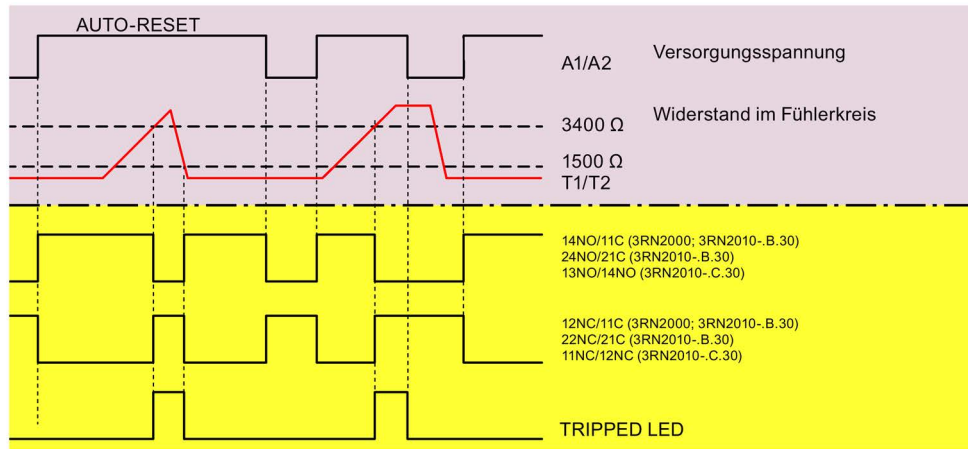 AUTO-RESET
A1/A2
Versorgungsspannung
3400 Ω
Widerstand im Fühlerkreis
1500 Ω
T1/T2
14NO/11C (3RN2000; 3RN2010-.B.30)
24NO/21C (3RN2010-.B.30)
13NO/14NO (3RN2010-.C.30)
12NC/11C (3RN2000; 3RN2010-.B.30)
22NC/21C (3RN2010-.B.30)
11NC/12NC (3RN2010-.C.30)
TRIPPED LED